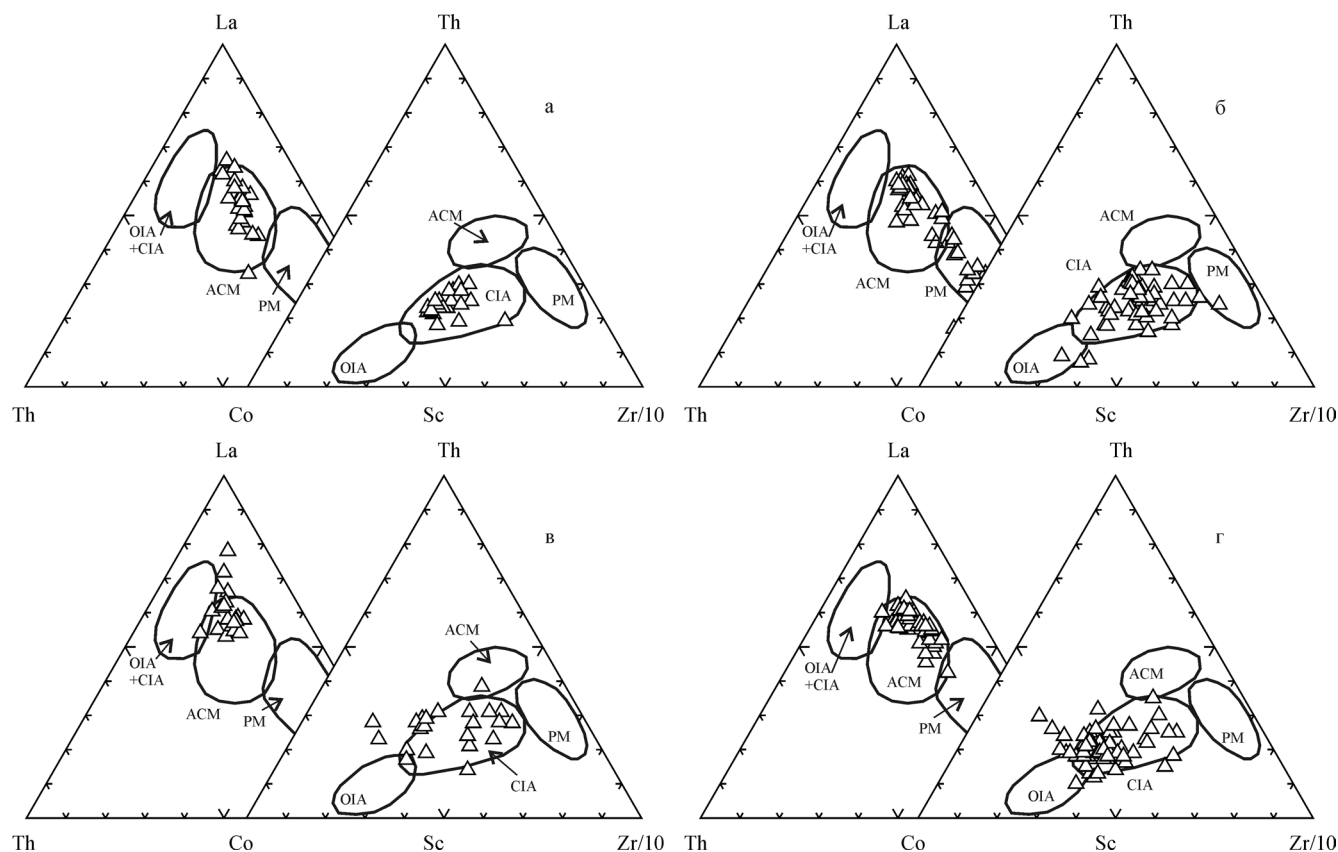 La
Th
а
OIA
+CIA
ACM
PM
ACM
CIA
PM
OIA
Th
Co
Sc
Zr/10
La
Th
б
OIA
+CIA
ACM
PM
ACM
CIA
PM
OIA
Th
Co
Sc
Zr/10
La
Th
в
OIA
+CIA
ACM
PM
ACM
PM
OIA
CIA
Th
Co
Sc
Zr/10
La
Th
г
OIA
+CIA
ACM
PM
ACM
PM
OIA
CIA
Th
Co
Sc
Zr/10